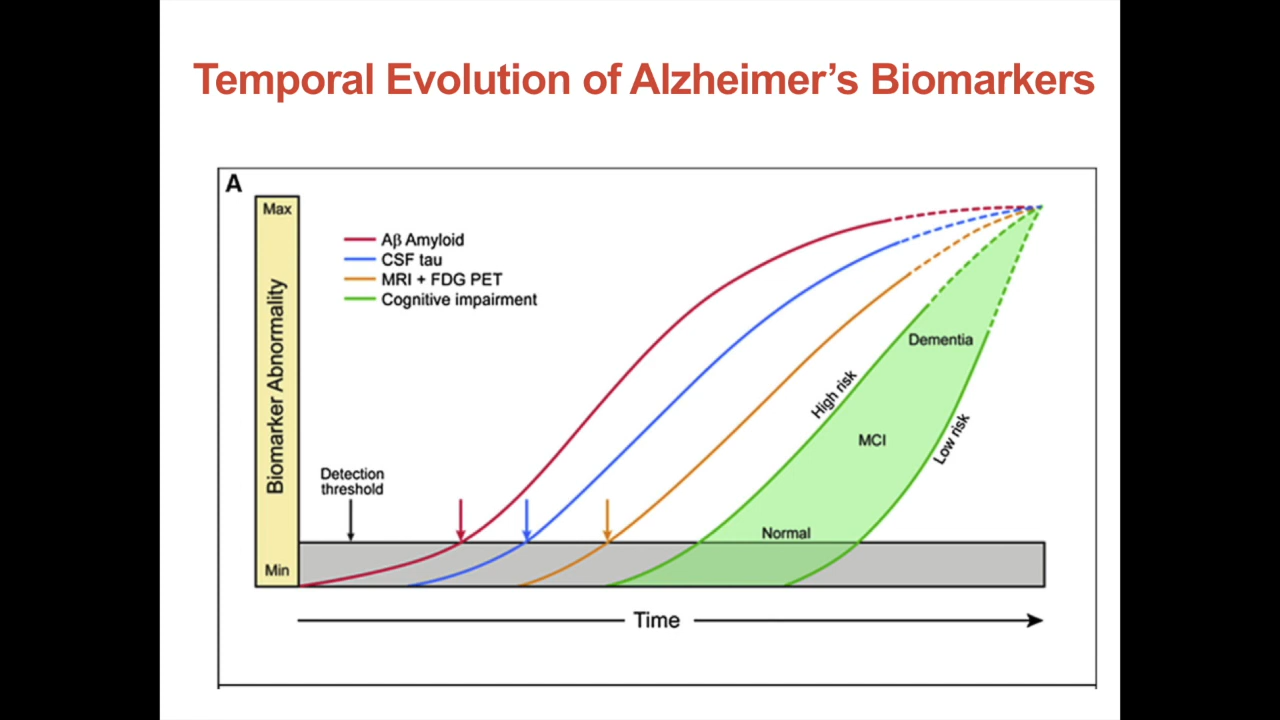 Temporal Evolution of Alzheimer’s Biomarkers
A
Max
Biomarker Abnormality
Min
Aβ Amyloid
CSF tau
MRI + FDG PET
Cognitive impairment
Detection
threshold
High risk
Dementia
MCI
Low risk
Normal
Time